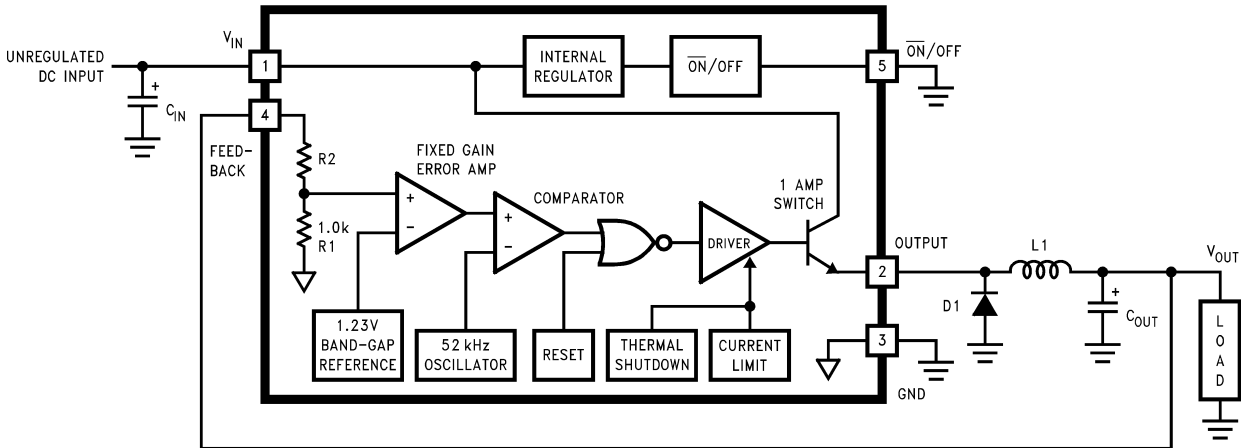 UNREGULATED
DC INPUT
V_IN
1
INTERNAL
REGULATOR
O̅N̅/OFF
5
O̅N̅/OFF
+
C_IN
4
FEED-
BACK
R2
1.0k
R1
FIXED GAIN
ERROR AMP
+
−
COMPARATOR
+
−
DRIVER
1 AMP
SWITCH
OUTPUT
2
L1
V_OUT
D1
+
C_OUT
LOAD
1.23V
BAND-GAP
REFERENCE
52 kHz
OSCILLATOR
RESET
THERMAL
SHUTDOWN
CURRENT
LIMIT
3
GND